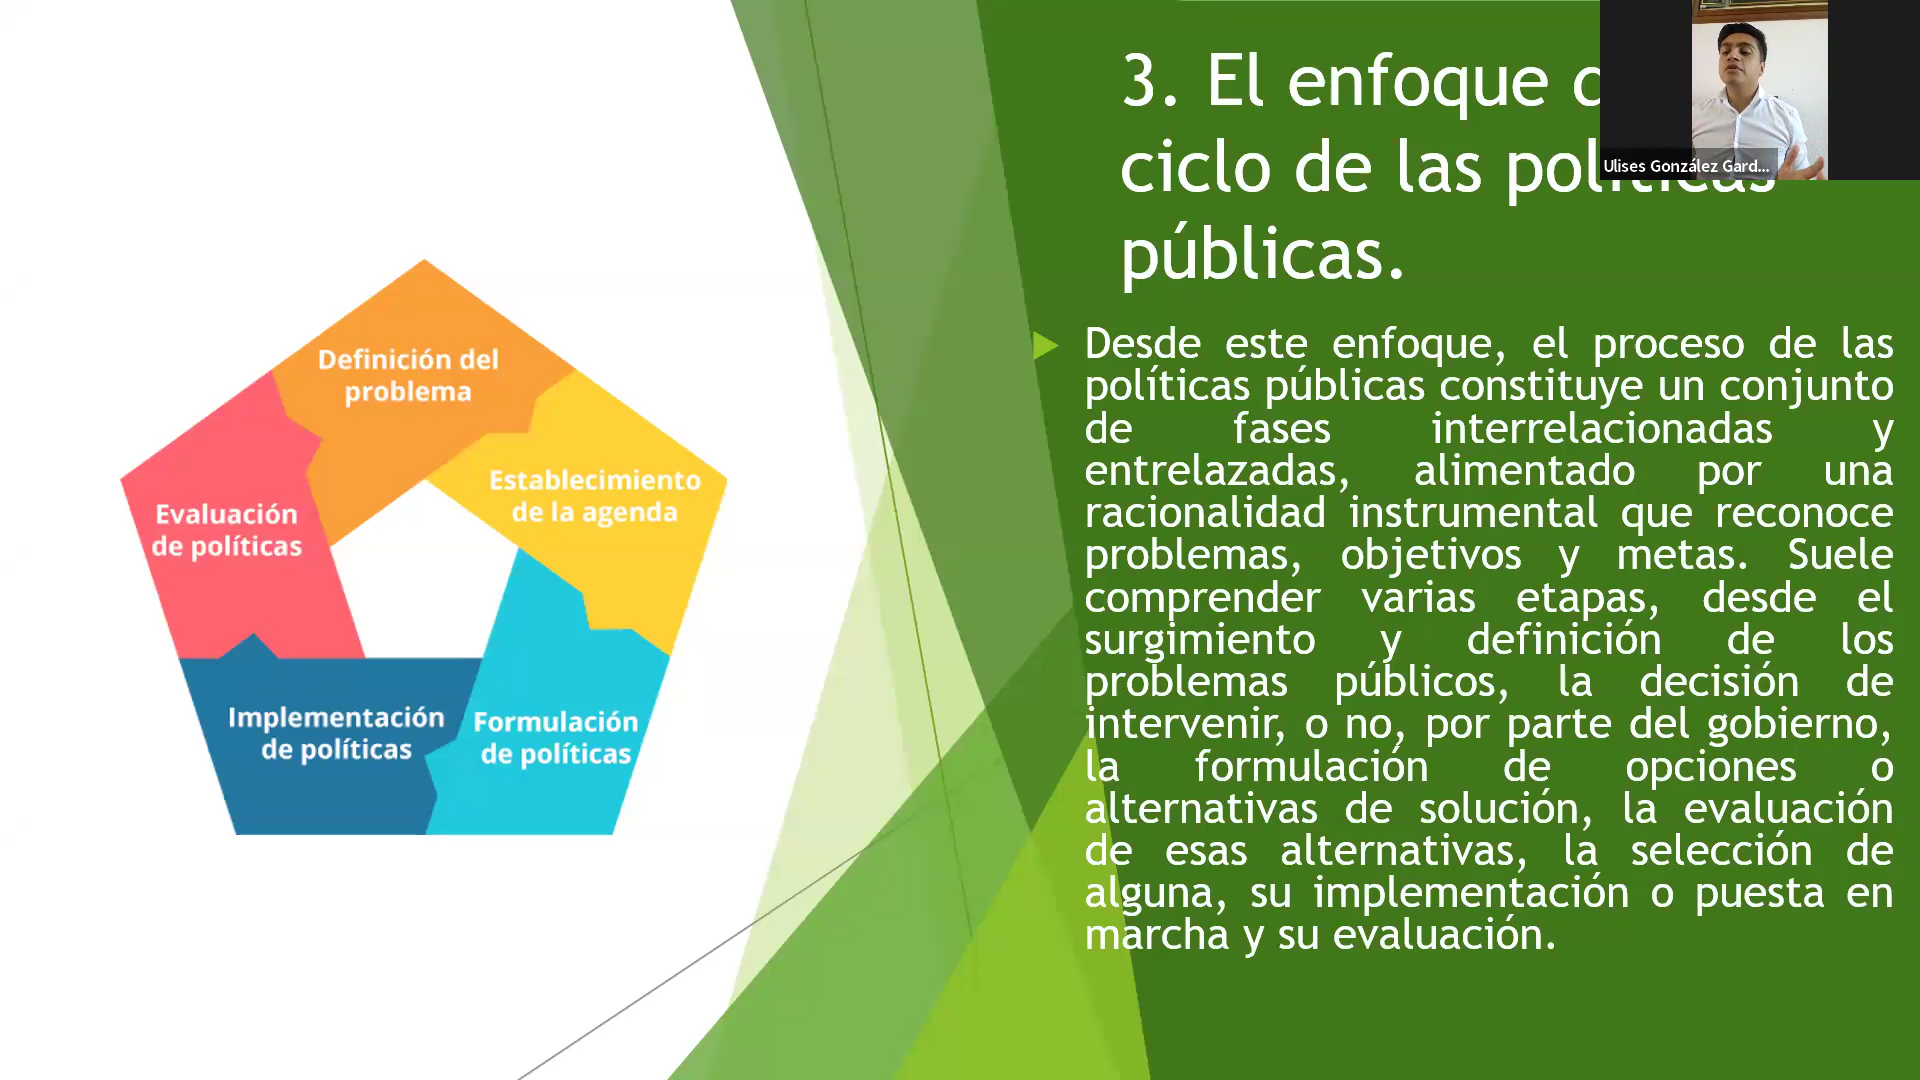 3. El enfoque
ciclo de las políticas
públicas.
Ulises González Gard...
Desde este enfoque, el proceso de las
políticas públicas constituye un conjunto
de fases interrelacionadas y
entrelazadas, alimentado por una
racionalidad instrumental que reconoce
problemas, objetivos y metas. Suele
comprender varias etapas, desde el
surgimiento y definición de los
problemas públicos, la decisión de
intervenir, o no, por parte del gobierno,
la formulación de opciones o
alternativas de solución, la evaluación
de esas alternativas, la selección de
alguna, su implementación o puesta en
marcha y su evaluación.
Definición del
problema
Establecimiento
de la agenda
Formulación
de políticas
Implementación
de políticas
Evaluación
de políticas